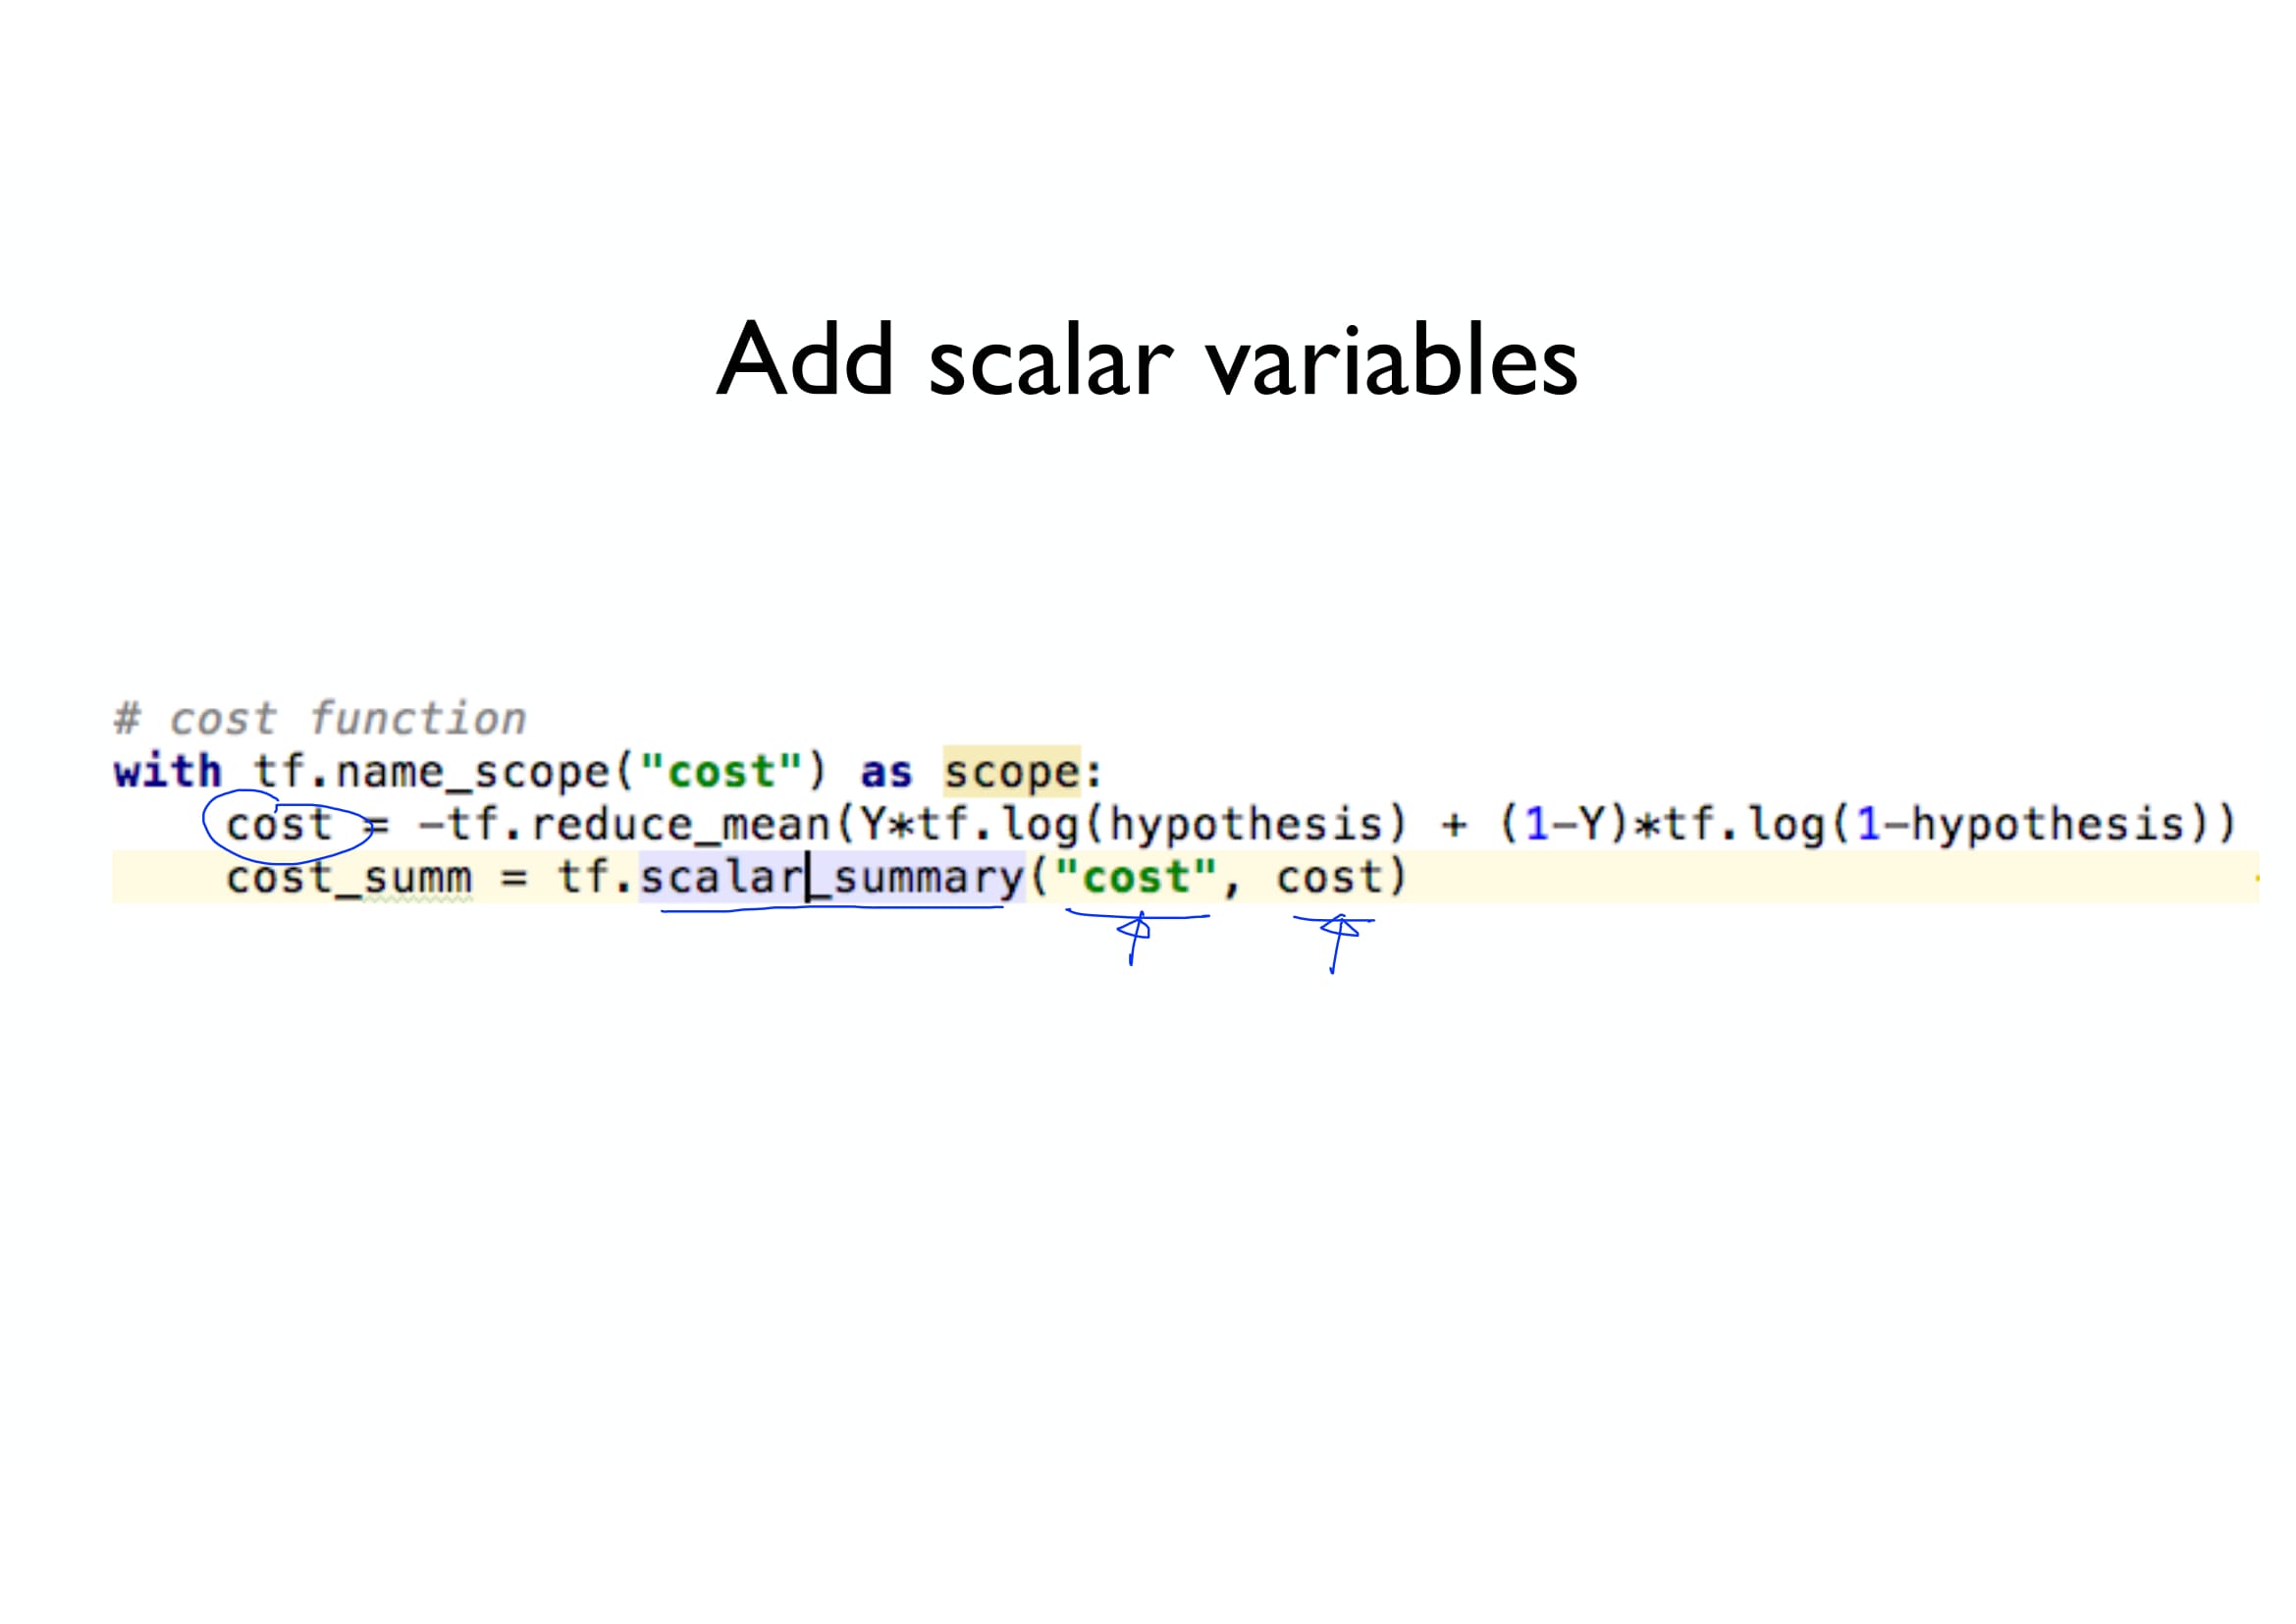 Add scalar variables
# cost function
with tf.name_scope("cost") as scope:
    cost = -tf.reduce_mean(Y*tf.log(hypothesis) + (1-Y)*tf.log(1-hypothesis))
    cost_summ = tf.scalar_summary("cost", cost)